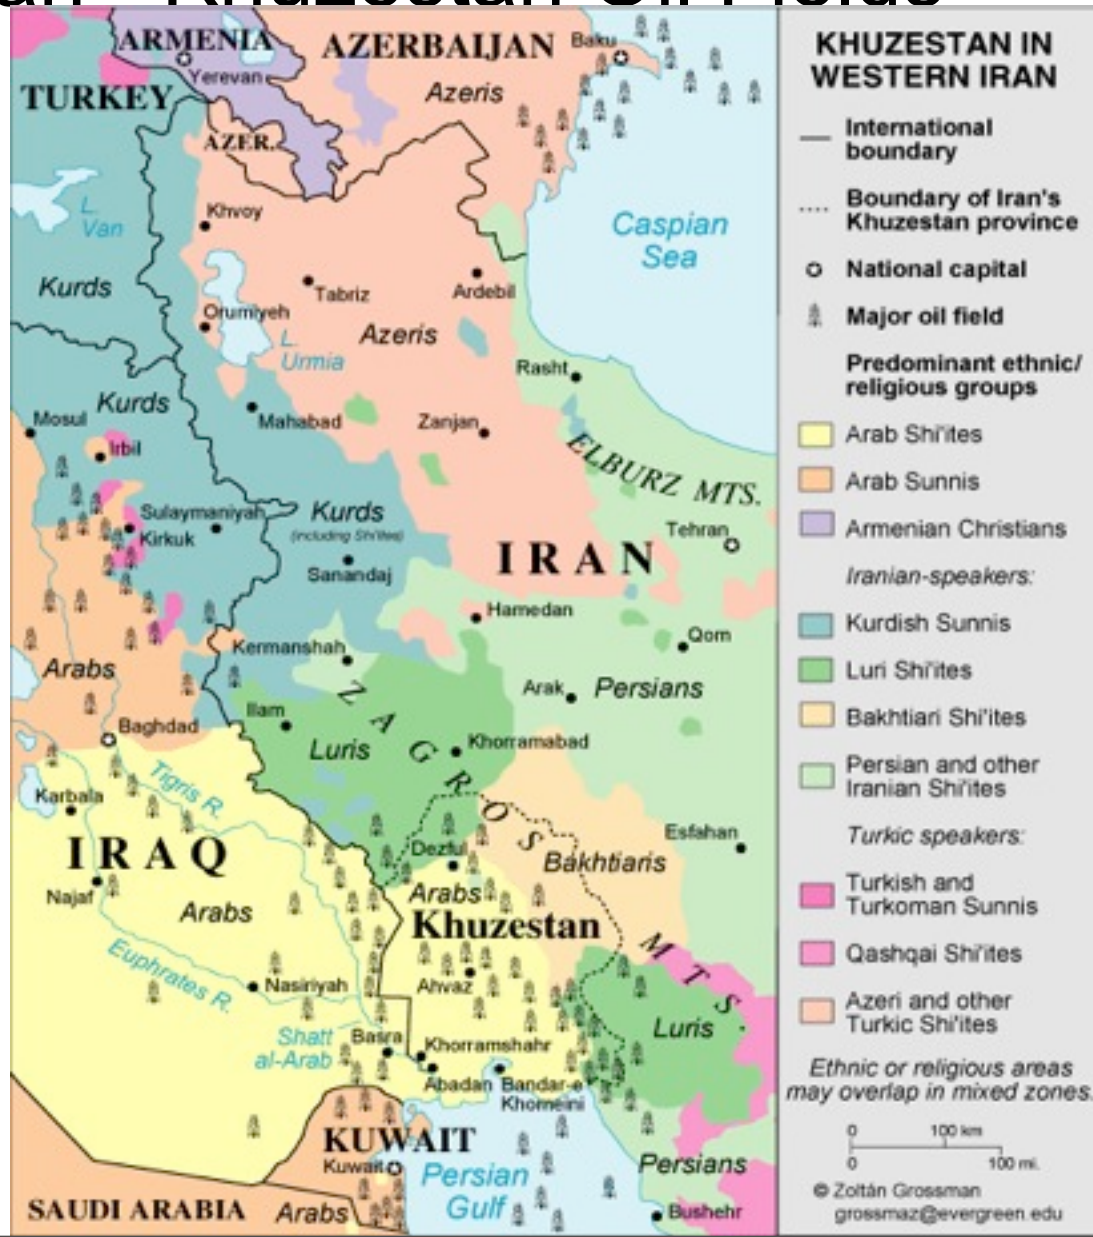 Khuzestan Oil Fields
ARMENIA
Yerevan
AZERBAIJAN
Baku
Azeris
TURKEY
AZER.
L.
Van
Khvoy
Caspian
Sea
Kurds
Tabriz
Ardebil
Orumiyeh
Azeris
L.
Urmia
Rasht
Kurds
Mosul
Mahabad
Zanjan
Irbil
ELBURZ MTS.
Sulaymaniyah
Kirkuk
Kurds
(including Shi'ites)
Tehran
Sanandaj
IRAN
Hamedan
Qom
Kermanshah
Arabs
Arak
Persians
Ilam
Baghdad
Luris
Khorramabad
ZAGROS MTS.
Tigris R.
Karbala
IRAQ
Esfahan
Dezful
Bakhtiaris
Najaf
Arabs
Arabs
Khuzestan
Euphrates R.
Nasiriyah
Ahvaz
Luris
Shatt
al-Arab
Basra
Khorramshahr
Abadan
Bandar-e
Khomeini
KUWAIT
Kuwait
Persian
Gulf
Persians
SAUDI ARABIA
Arabs
Bushehr
KHUZESTAN IN
WESTERN IRAN
International
boundary
Boundary of Iran's
Khuzestan province
National capital
Major oil field
Predominant ethnic/
religious groups
Arab Shi'ites
Arab Sunnis
Armenian Christians
Iranian-speakers:
Kurdish Sunnis
Luri Shi'ites
Bakhtiari Shi'ites
Persian and other
Iranian Shi'ites
Turkic speakers:
Turkish and
Turkoman Sunnis
Qashqai Shi'ites
Azeri and other
Turkic Shi'ites
Ethnic or religious areas
may overlap in mixed zones.
0 100 km
0 100 mi.
© Zoltán Grossman
grossmaz@evergreen.edu